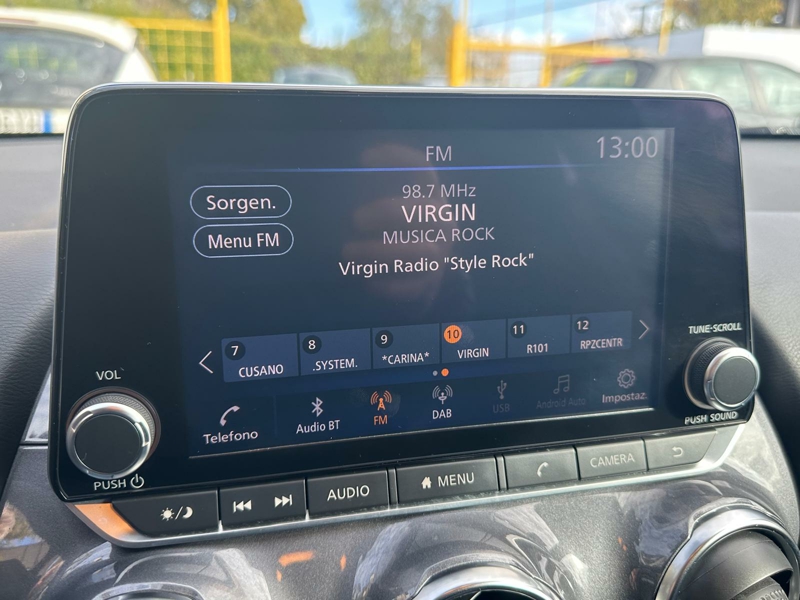 FM
13:00
Sorgen.
Menu FM
98.7 MHz
VIRGIN
MUSICA ROCK
Virgin Radio "Style Rock"
7 CUSANO
8 .SYSTEM.
9 *CARINA*
10 VIRGIN
11 R101
12 RPZCENTR
Telefono
Audio BT
FM
DAB
USB
Android Auto
Impostaz.
VOL
PUSH
TUNE•SCROLL
PUSH SOUND
AUDIO
MENU
CAMERA